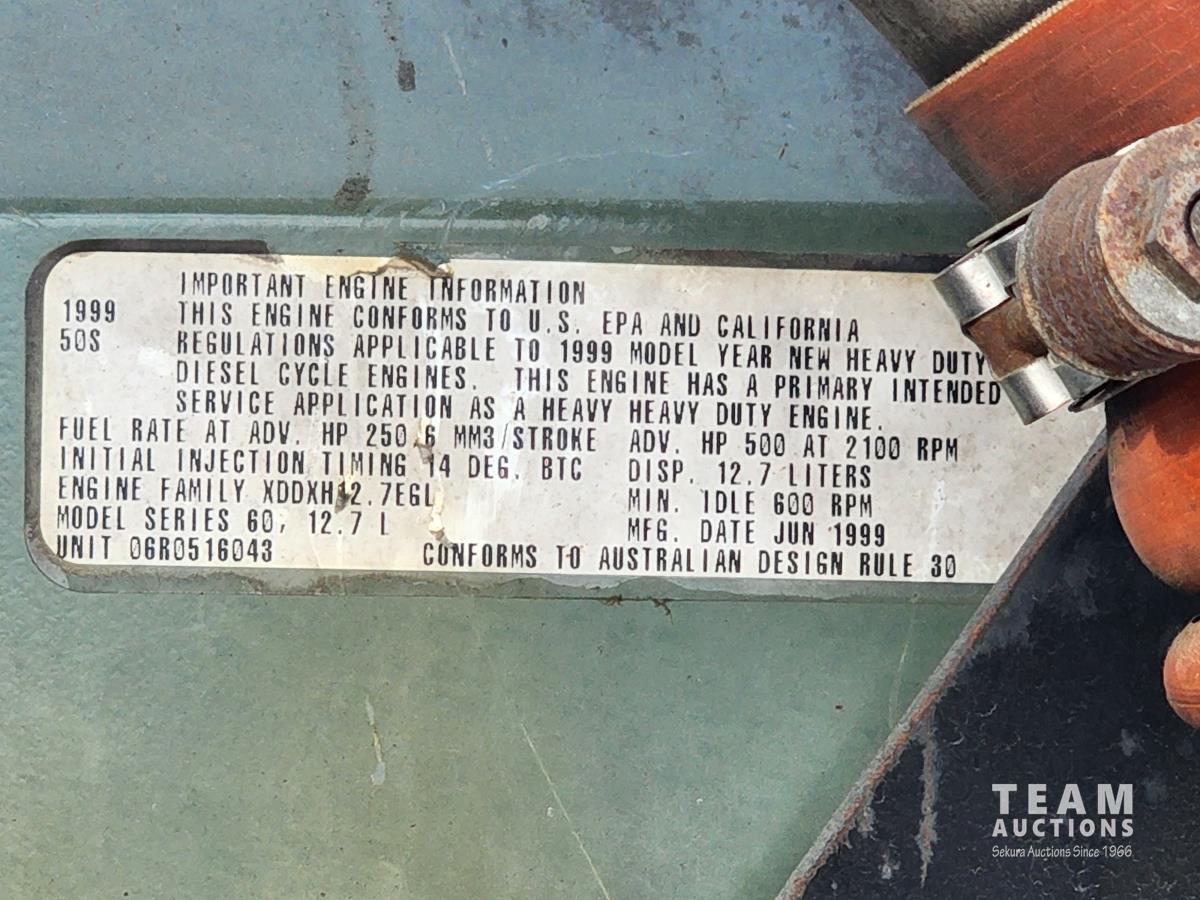 IMPORTANT ENGINE INFORMATION
1999 THIS ENGINE CONFORMS TO U.S. EPA AND CALIFORNIA
50S REGULATIONS APPLICABLE TO 1999 MODEL YEAR NEW HEAVY DUTY
DIESEL CYCLE ENGINES. THIS ENGINE HAS A PRIMARY INTENDED
SERVICE APPLICATION AS A HEAVY HEAVY DUTY ENGINE.
FUEL RATE AT ADV. HP 250.6 MM3/STROKE ADV. HP 500 AT 2100 RPM
INITIAL INJECTION TIMING 14 DEG. BTC DISP. 12.7 LITERS
ENGINE FAMILY XDDXH12.7EGL MIN. IDLE 600 RPM
MODEL SERIES 60, 12.7 L MFG. DATE JUN 1999
UNIT 06R0516043 CONFORMS TO AUSTRALIAN DESIGN RULE 30
TEAM
AUCTIONS
Sekura Auctions Since 1966